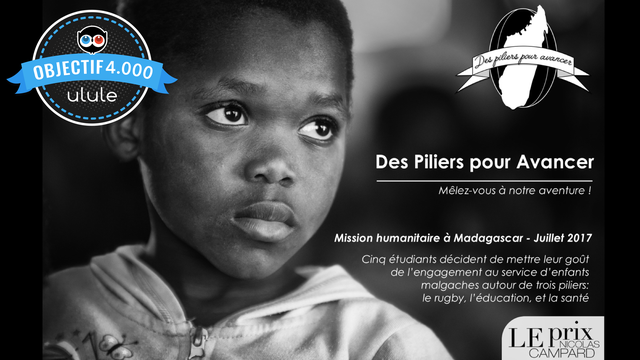 OBJECTIF 4.000
ulule
Des piliers pour avancer
Des Piliers pour Avancer
Mêlez-vous à notre aventure !
Mission humanitaire à Madagascar - Juillet 2017
Cinq étudiants décident de mettre leur goût
de l'engagement au service d'enfants
malgaches autour de trois piliers:
le rugby, l'éducation, et la santé
LE prix
NICOLAS
CAMPARD